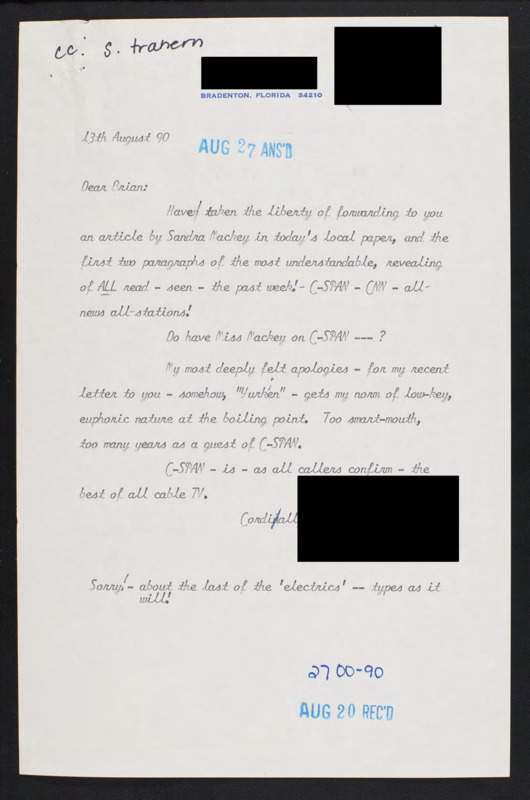 cc: s. trahern
BRADENTON, FLORIDA 34210
13th August 90
AUG 27 ANS'D
Dear Brian:
Have taken the liberty of forwarding to you
an article by Sandra Mackey in today's local paper, and the
first two paragraphs of the most understandable, revealing
of ALL read - seen - the past week!- C-SPAN - CNN - all-
news all-stations!
Do have Miss Mackey on C-SPAN --- ?
My most deeply felt apologies - for my recent
letter to you - somehow, "Yurken" - gets my norm of low-key,
euphoric nature at the boiling point. Too smart-mouth,
too many years as a guest of C-SPAN.
C-SPAN - is - as all callers confirm - the
best of all cable TV.
Sorry!- about the last of the 'electrics' -- types as it
will!
2700-90
AUG 20 REC'D